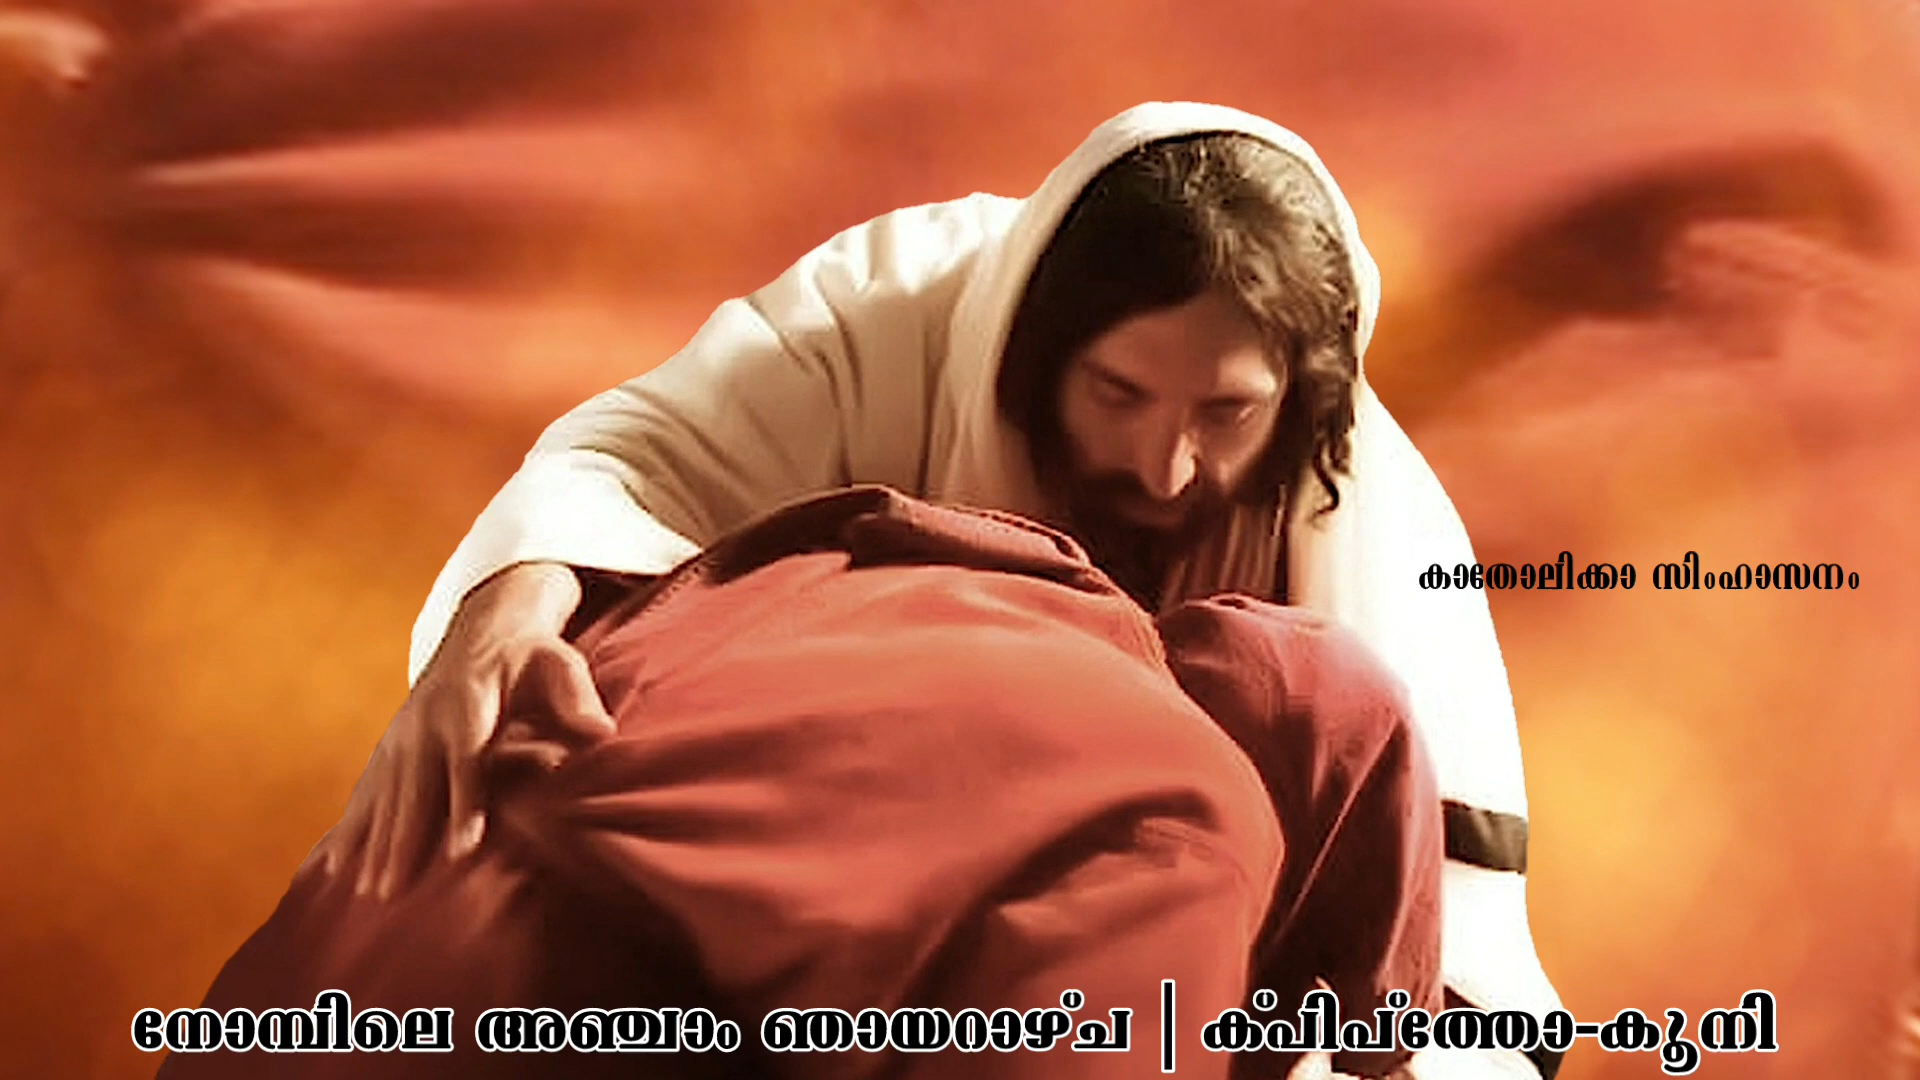 കാതോലിക്കാ സിംഹാസനം
നോമ്പിലെ അഞ്ചാം ഞായറാഴ്ച | ക്പിപ്ത്തോ-കൂനി